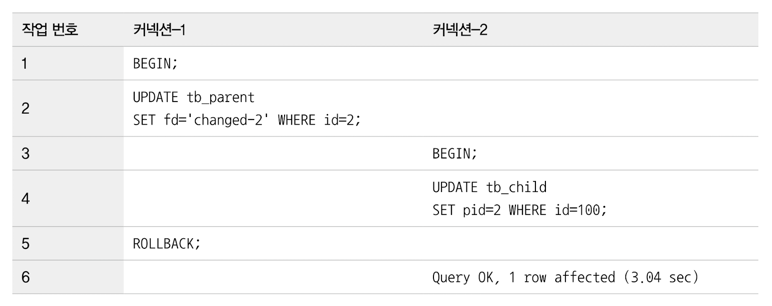 작업 번호 커넥션-1 커넥션-2
1 BEGIN;
2 UPDATE tb_parent
SET fd='changed-2' WHERE id=2;
3 BEGIN;
4 UPDATE tb_child
SET pid=2 WHERE id=100;
5 ROLLBACK;
6 Query OK, 1 row affected (3.04 sec)